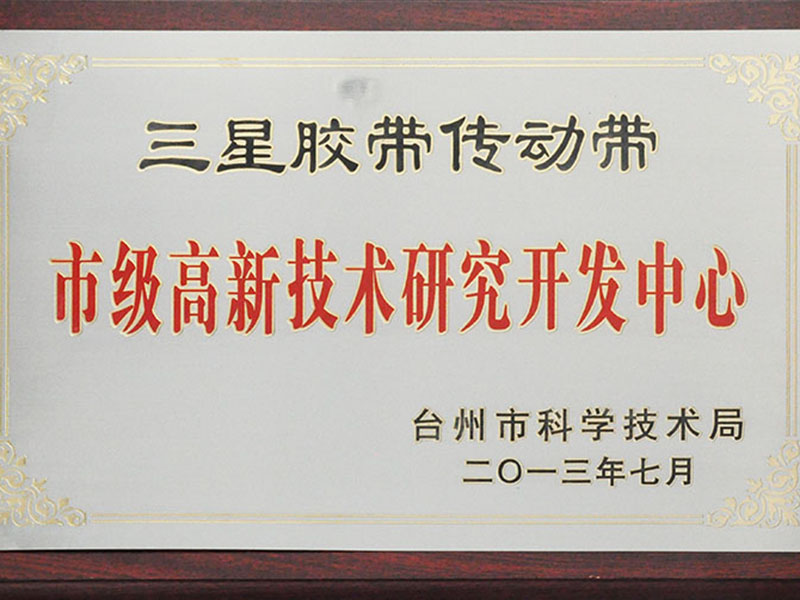 三星胶带传动带
市级高新技术研究开发中心
台州市科学技术局
二〇一三年七月